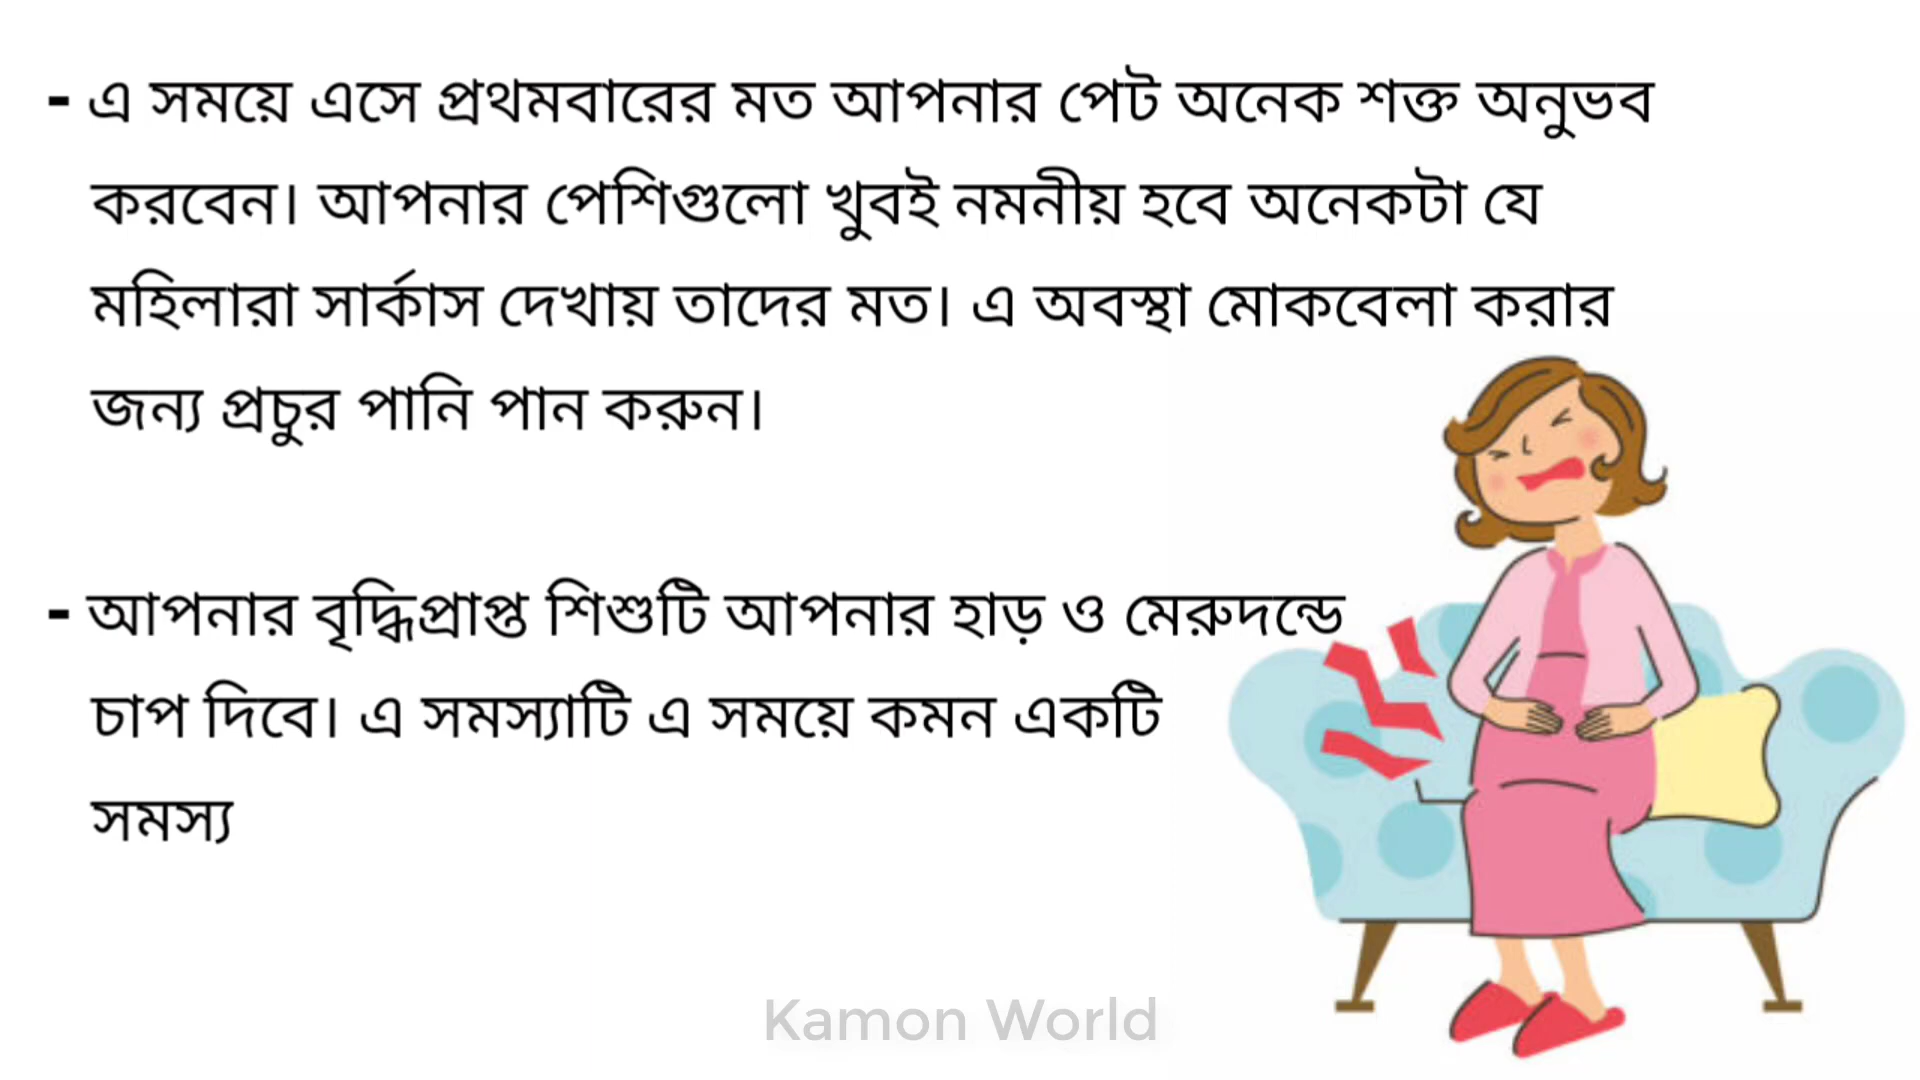 - এ সময়ে এসে প্রথমবারের মত আপনার পেট অনেক শক্ত অনুভব
করবেন। আপনার পেশিগুলো খুবই নমনীয় হবে অনেকটা যে
মহিলারা সার্কাস দেখায় তাদের মত। এ অবস্থা মোকবেলা করার
জন্য প্রচুর পানি পান করুন।
- আপনার বৃদ্ধিপ্রাপ্ত শিশুটি আপনার হাড় ও মেরুদন্ডে
চাপ দিবে। এ সমস্যাটি এ সময়ে কমন একটি
সমস্য
Kamon World